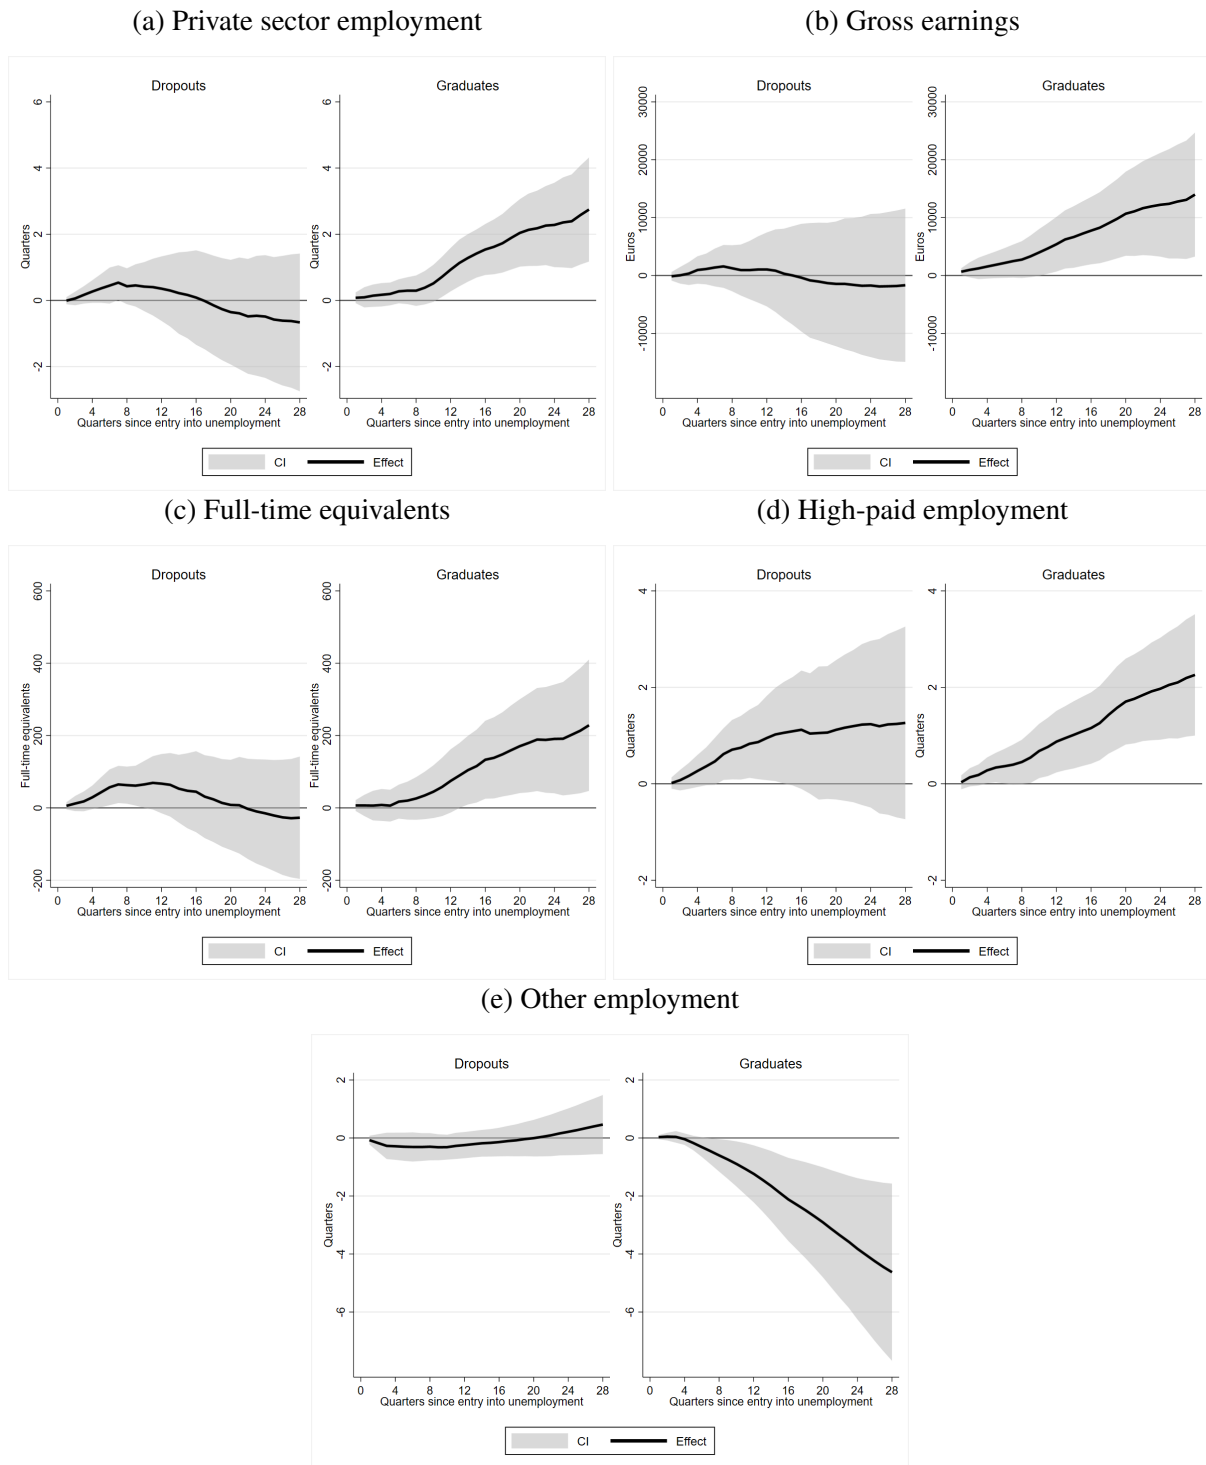 (a) Private sector employment
Dropouts
Graduates
Quarters
6
4
2
0
-2
0 4 8 12 16 20 24 28
Quarters since entry into unemployment
Quarters
6
4
2
0
-2
0 4 8 12 16 20 24 28
Quarters since entry into unemployment
CI Effect
(b) Gross earnings
Dropouts
Graduates
Euros
30000
20000
10000
0
-10000
0 4 8 12 16 20 24 28
Quarters since entry into unemployment
Euros
30000
20000
10000
0
-10000
0 4 8 12 16 20 24 28
Quarters since entry into unemployment
CI Effect
(c) Full-time equivalents
Dropouts
Graduates
Full-time equivalents
600
400
200
0
-200
0 4 8 12 16 20 24 28
Quarters since entry into unemployment
Full-time equivalents
600
400
200
0
-200
0 4 8 12 16 20 24 28
Quarters since entry into unemployment
CI Effect
(d) High-paid employment
Dropouts
Graduates
Quarters
4
2
0
-2
0 4 8 12 16 20 24 28
Quarters since entry into unemployment
Quarters
4
2
0
-2
0 4 8 12 16 20 24 28
Quarters since entry into unemployment
CI Effect
(e) Other employment
Dropouts
Graduates
Quarters
2
0
-2
-4
-6
0 4 8 12 16 20 24 28
Quarters since entry into unemployment
Quarters
2
0
-2
-4
-6
0 4 8 12 16 20 24 28
Quarters since entry into unemployment
CI Effect